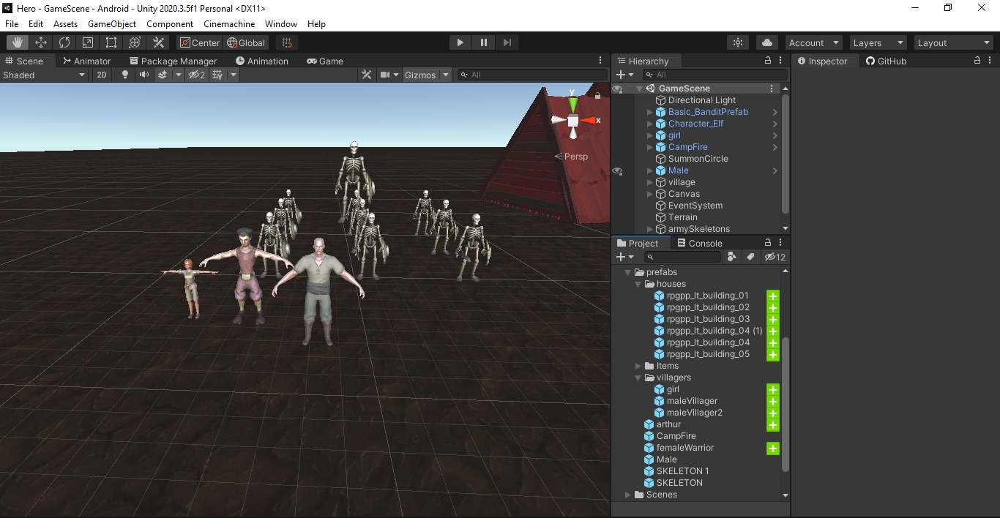 Hero - GameScene - Android - Unity 2020.3.5f1 Personal <DX11>
File Edit Assets GameObject Component Cinemachine Window Help
Center Global Account Layers Layout
Scene Animator Package Manager Animation Game
Shaded 2D 2 Gizmos All
y
x
Persp
Hierarchy
All
GameScene
Directional Light
Basic_BanditPrefab
Character_Elf
girl
CampFire
SummonCircle
Male
village
Canvas
EventSystem
Terrain
armySkeletons
Project Console
12
prefabs
houses
rpgpp_lt_building_01
rpgpp_lt_building_02
rpgpp_lt_building_03
rpgpp_lt_building_04 (1)
rpgpp_lt_building_04
rpgpp_lt_building_05
Items
villagers
girl
maleVillager
maleVillager2
arthur
CampFire
femaleWarrior
Male
SKELETON 1
SKELETON
Scenes
Inspector GitHub